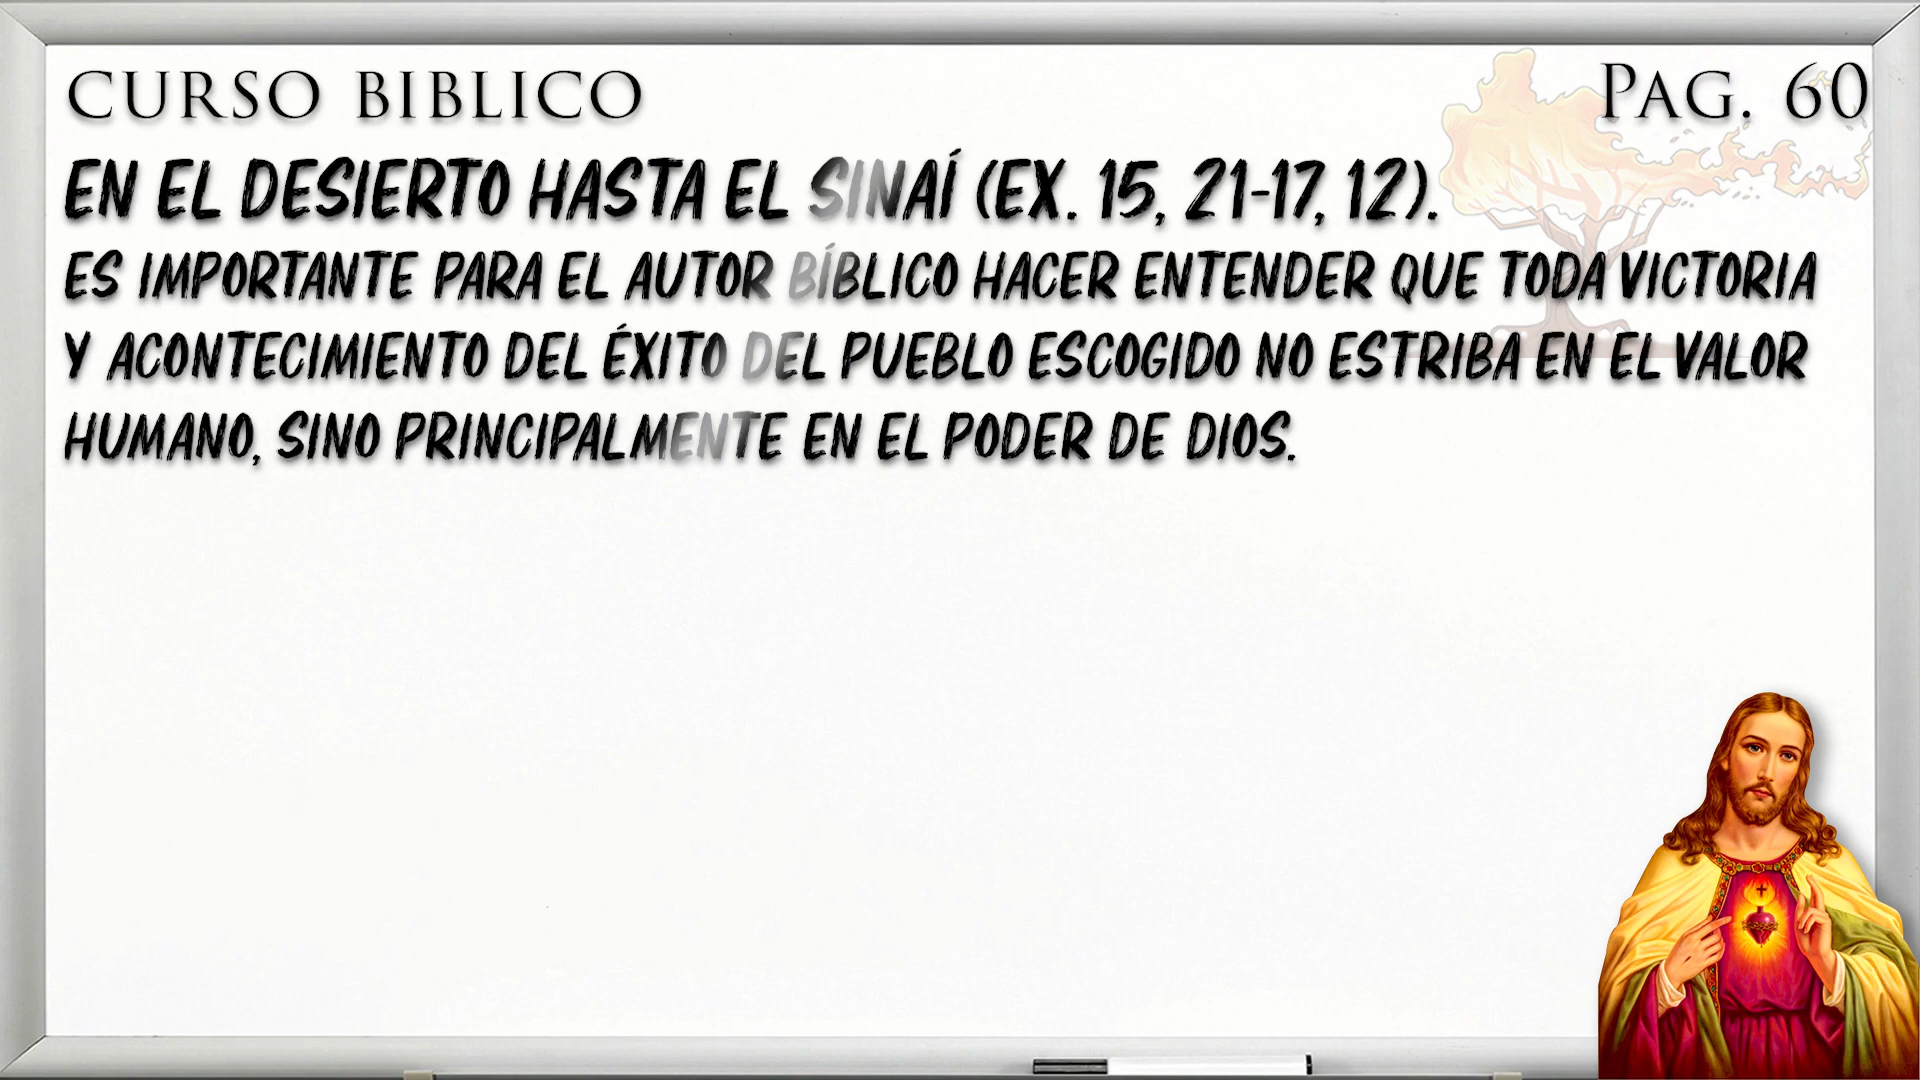 CURSO BIBLICO
PAG. 60
EN EL DESIERTO HASTA EL SINAÍ (EX. 15, 21-17, 12).
ES IMPORTANTE PARA EL AUTOR BÍBLICO HACER ENTENDER QUE TODA VICTORIA
Y ACONTECIMIENTO DEL ÉXITO DEL PUEBLO ESCOGIDO NO ESTRIBA EN EL VALOR
HUMANO, SINO PRINCIPALMENTE EN EL PODER DE DIOS.